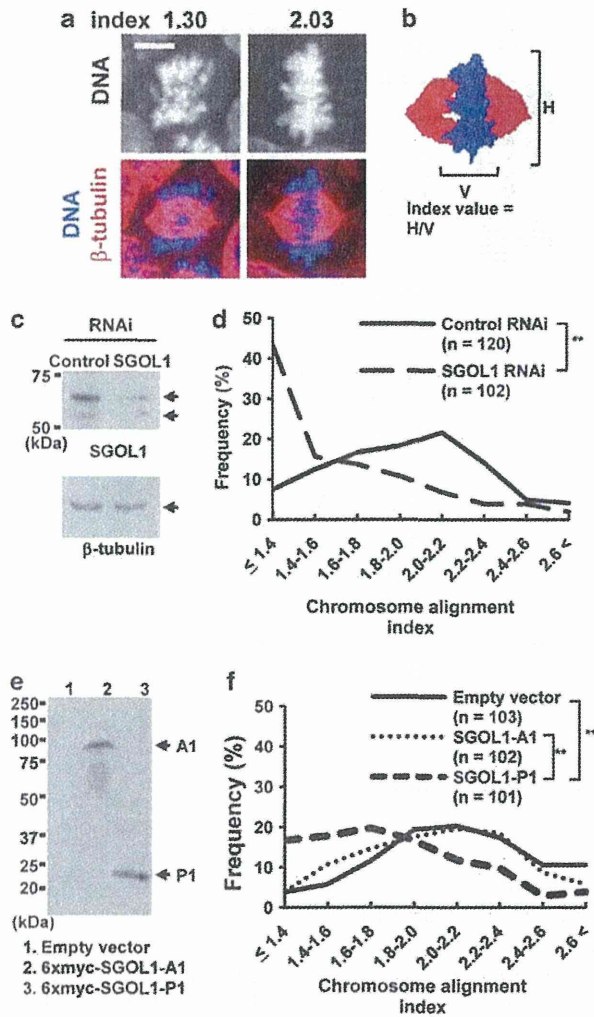 a index 1.30 2.03
b
DNA
DNA
β-tubulin
H
V
Index value =
H/V
c
RNAi
Control SGOL1
75
50
(kDa)
SGOL1
β-tubulin
d
Control RNAi
(n = 120)
**
SGOL1 RNAi
(n = 102)
Frequency (%)
50
40
30
20
10
0
≤ 1.4
1.4-1.6
1.6-1.8
1.8-2.0
2.0-2.2
2.2-2.4
2.4-2.6
2.6 <
Chromosome alignment
index
e
1 2 3
250
150
100
75
50
37
25
20
(kDa)
A1
P1
1. Empty vector
2. 6xmyc-SGOL1-A1
3. 6xmyc-SGOL1-P1
f
Empty vector
(n = 103)
SGOL1-A1
(n = 102)
SGOL1-P1
(n = 101)
**
**
Frequency (%)
50
40
30
20
10
0
≤ 1.4
1.4-1.6
1.6-1.8
1.8-2.0
2.0-2.2
2.2-2.4
2.4-2.6
2.6 <
Chromosome alignment
index